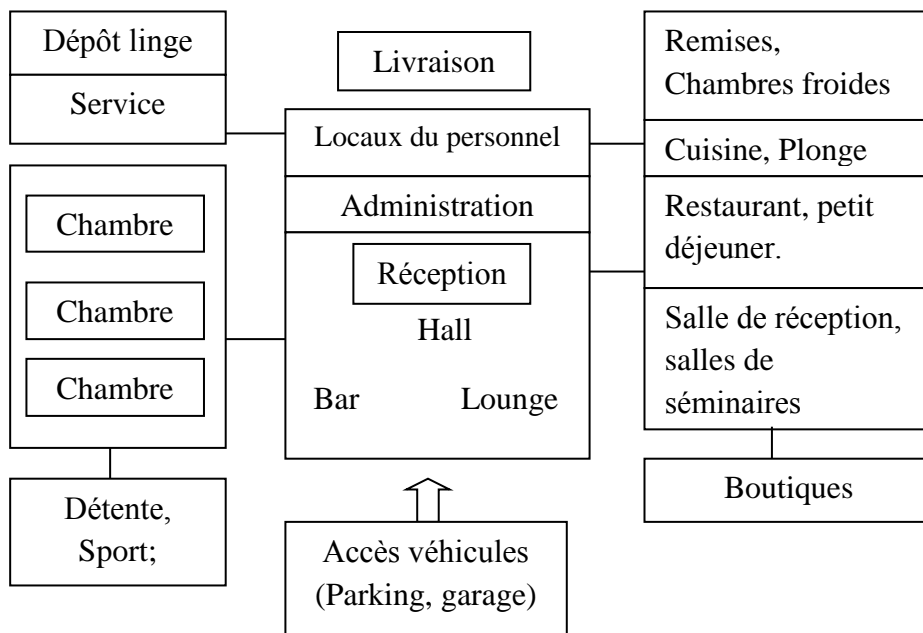 Dépôt linge
Service
Livraison
Remises,
Chambres froides
Locaux du personnel
Cuisine, Plonge
Administration
Restaurant, petit
déjeuner.
Chambre
Chambre
Chambre
Réception
Hall
Bar
Lounge
Salle de réception,
salles de
séminaires
Boutiques
Détente,
Sport;
Accès véhicules
(Parking, garage)